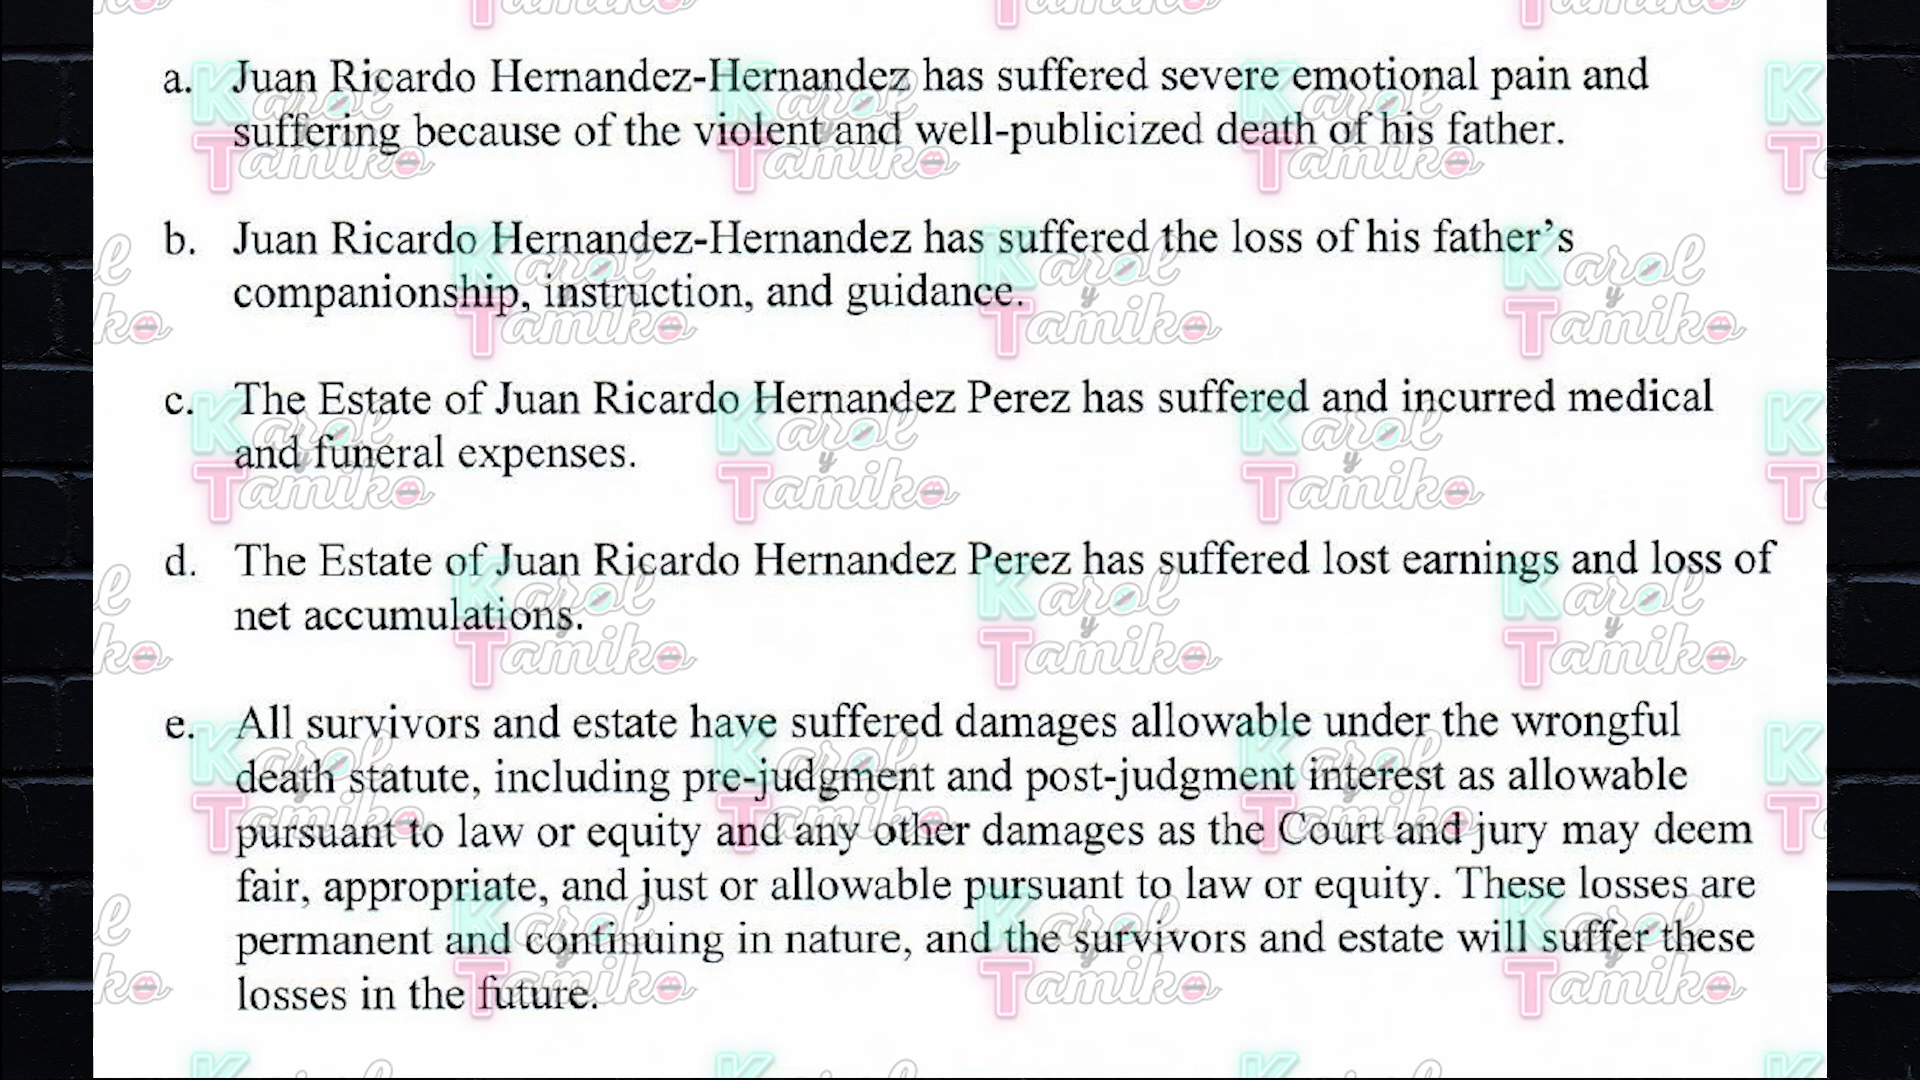 a. Juan Ricardo Hernandez-Hernandez has suffered severe emotional pain and
suffering because of the violent and well-publicized death of his father.
b. Juan Ricardo Hernandez-Hernandez has suffered the loss of his father's
companionship, instruction, and guidance.
c. The Estate of Juan Ricardo Hernandez Perez has suffered and incurred medical
and funeral expenses.
d. The Estate of Juan Ricardo Hernandez Perez has suffered lost earnings and loss of
net accumulations.
e. All survivors and estate have suffered damages allowable under the wrongful
death statute, including pre-judgment and post-judgment interest as allowable
pursuant to law or equity and any other damages as the Court and jury may deem
fair, appropriate, and just or allowable pursuant to law or equity. These losses are
permanent and continuing in nature, and the survivors and estate will suffer these
losses in the future.
Karol
y
Tamiko